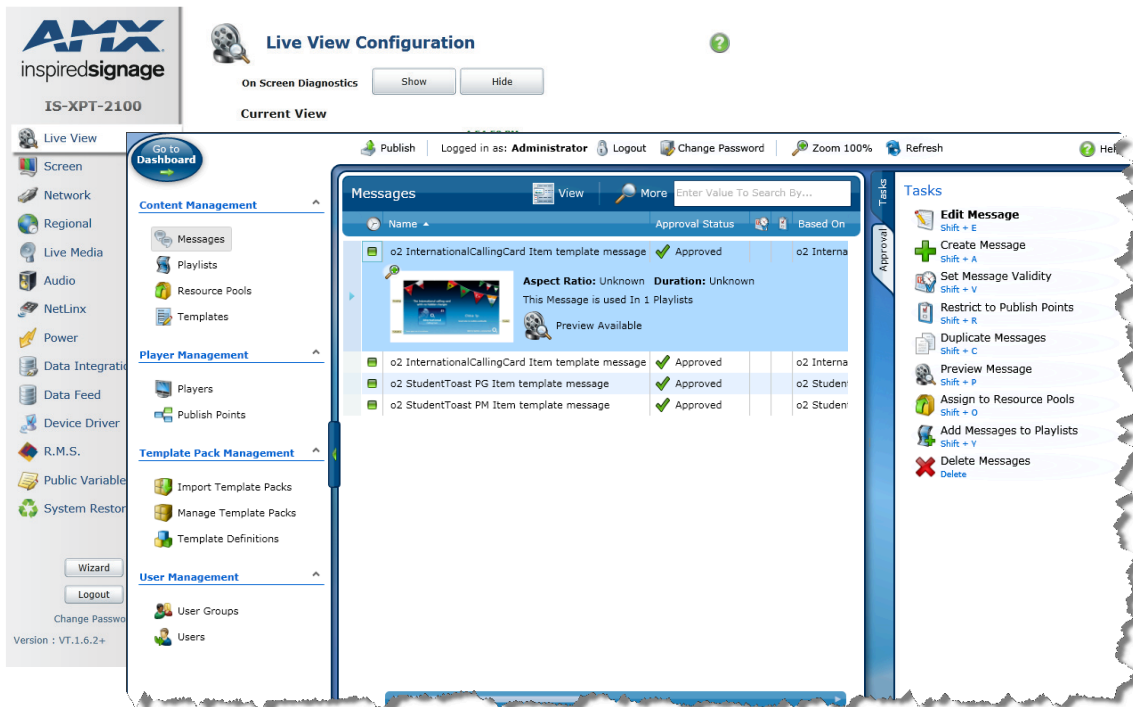 AMX
inspiredsignage
IS-XPT-2100
Live View
Screen
Network
Regional
Live Media
Audio
NetLinx
Power
Data Integratio
Data Feed
Device Driver
R.M.S.
Public Variable
System Restor
Wizard
Logout
Change Passwo
Version : VT.1.6.2+
Live View Configuration
On Screen Diagnostics
Show
Hide
Current View
Go to
Dashboard
Publish
Logged in as: Administrator
Logout
Change Password
Zoom 100%
Refresh
Hel
Content Management
Messages
Playlists
Resource Pools
Templates
Player Management
Players
Publish Points
Template Pack Management
Import Template Packs
Manage Template Packs
Template Definitions
User Management
User Groups
Users
Messages
View
More
Enter Value To Search By...
Name
Approval Status
Based On
o2 InternationalCallingCard Item template message
Approved
o2 Interna
Aspect Ratio: Unknown Duration: Unknown
This Message is used In 1 Playlists
Preview Available
o2 InternationalCallingCard Item template message
Approved
o2 Interna
o2 StudentToast PG Item template message
Approved
o2 Studen
o2 StudentToast PM Item template message
Approved
o2 Studen
Tasks
Approval
Tasks
Edit Message
Shift + E
Create Message
Shift + A
Set Message Validity
Shift + V
Restrict to Publish Points
Shift + R
Duplicate Messages
Shift + C
Preview Message
Shift + P
Assign to Resource Pools
Shift + O
Add Messages to Playlists
Shift + Y
Delete Messages
Delete